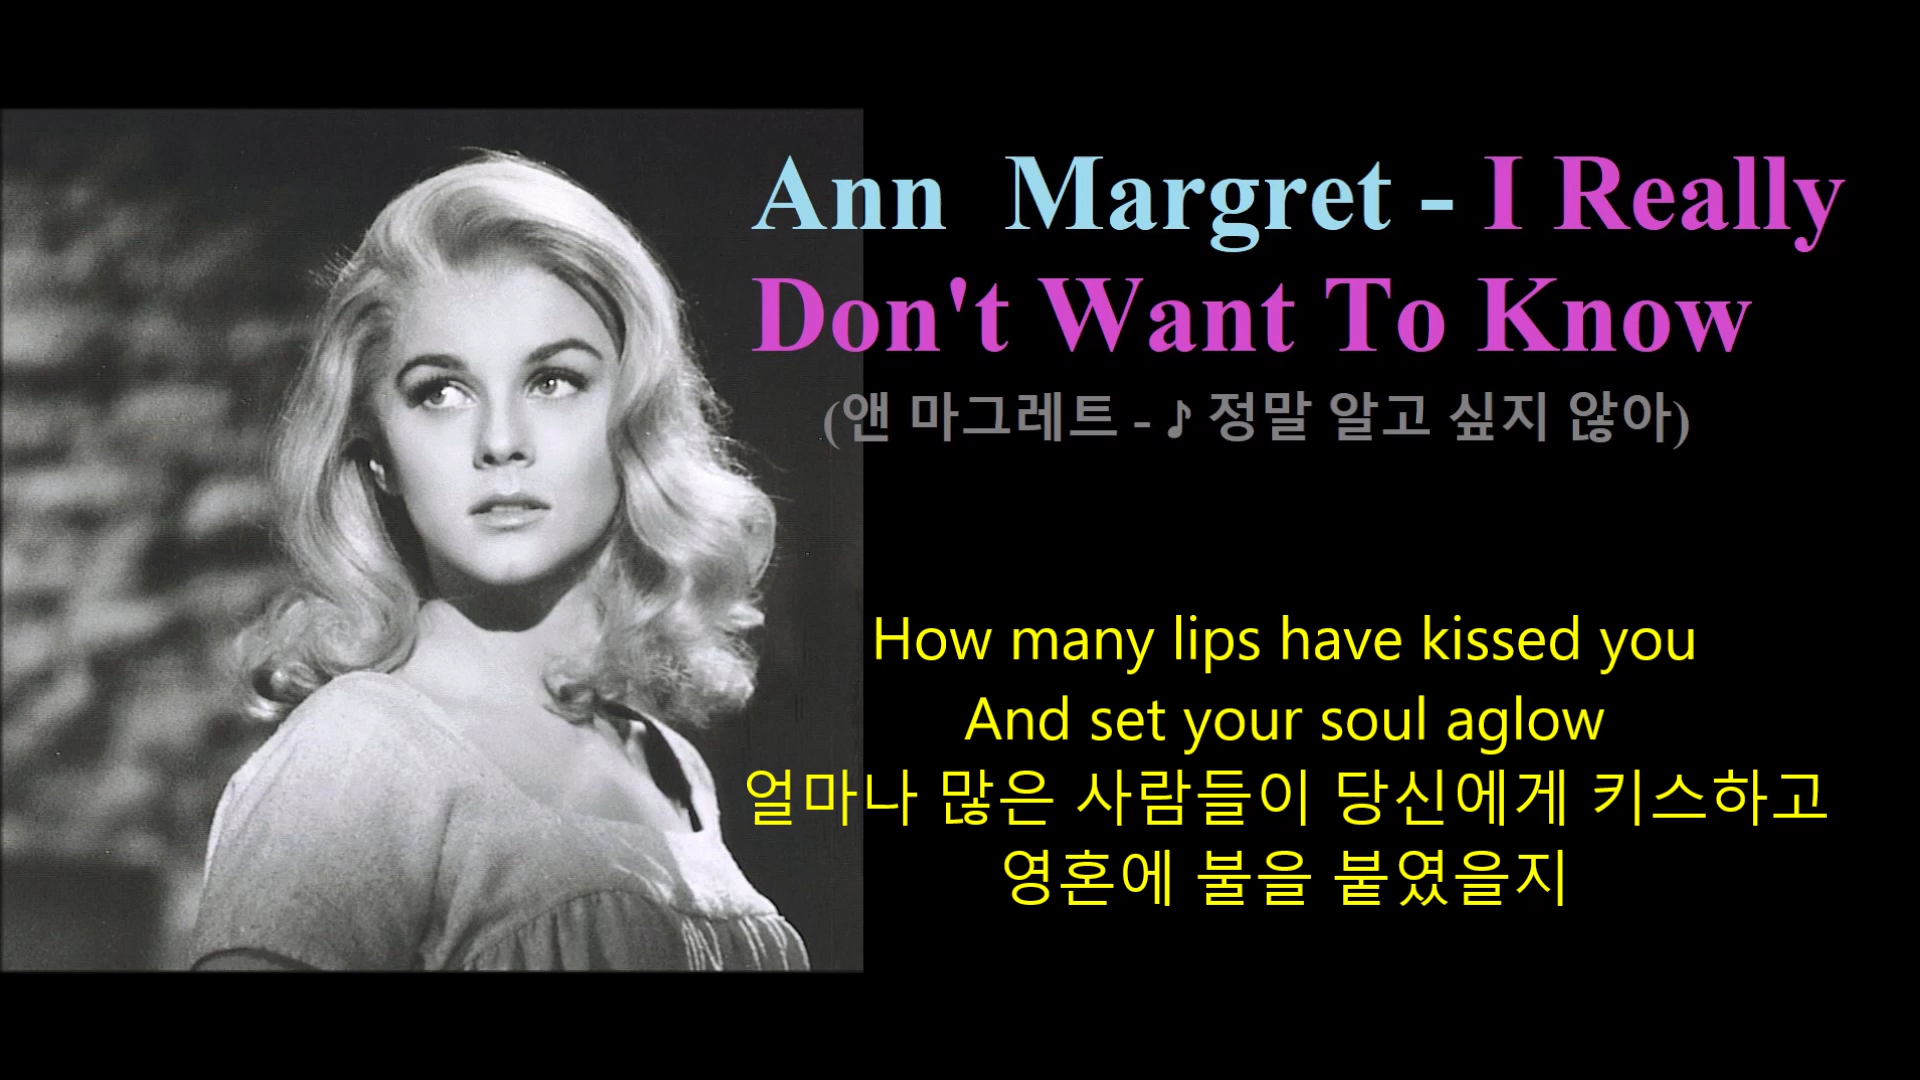 Ann  Margret - I Really
Don't Want To Know
(앤 마그레트 - ♪ 정말 알고 싶지 않아)
How many lips have kissed you
And set your soul aglow
얼마나 많은 사람들이 당신에게 키스하고
영혼에 불을 붙였을지